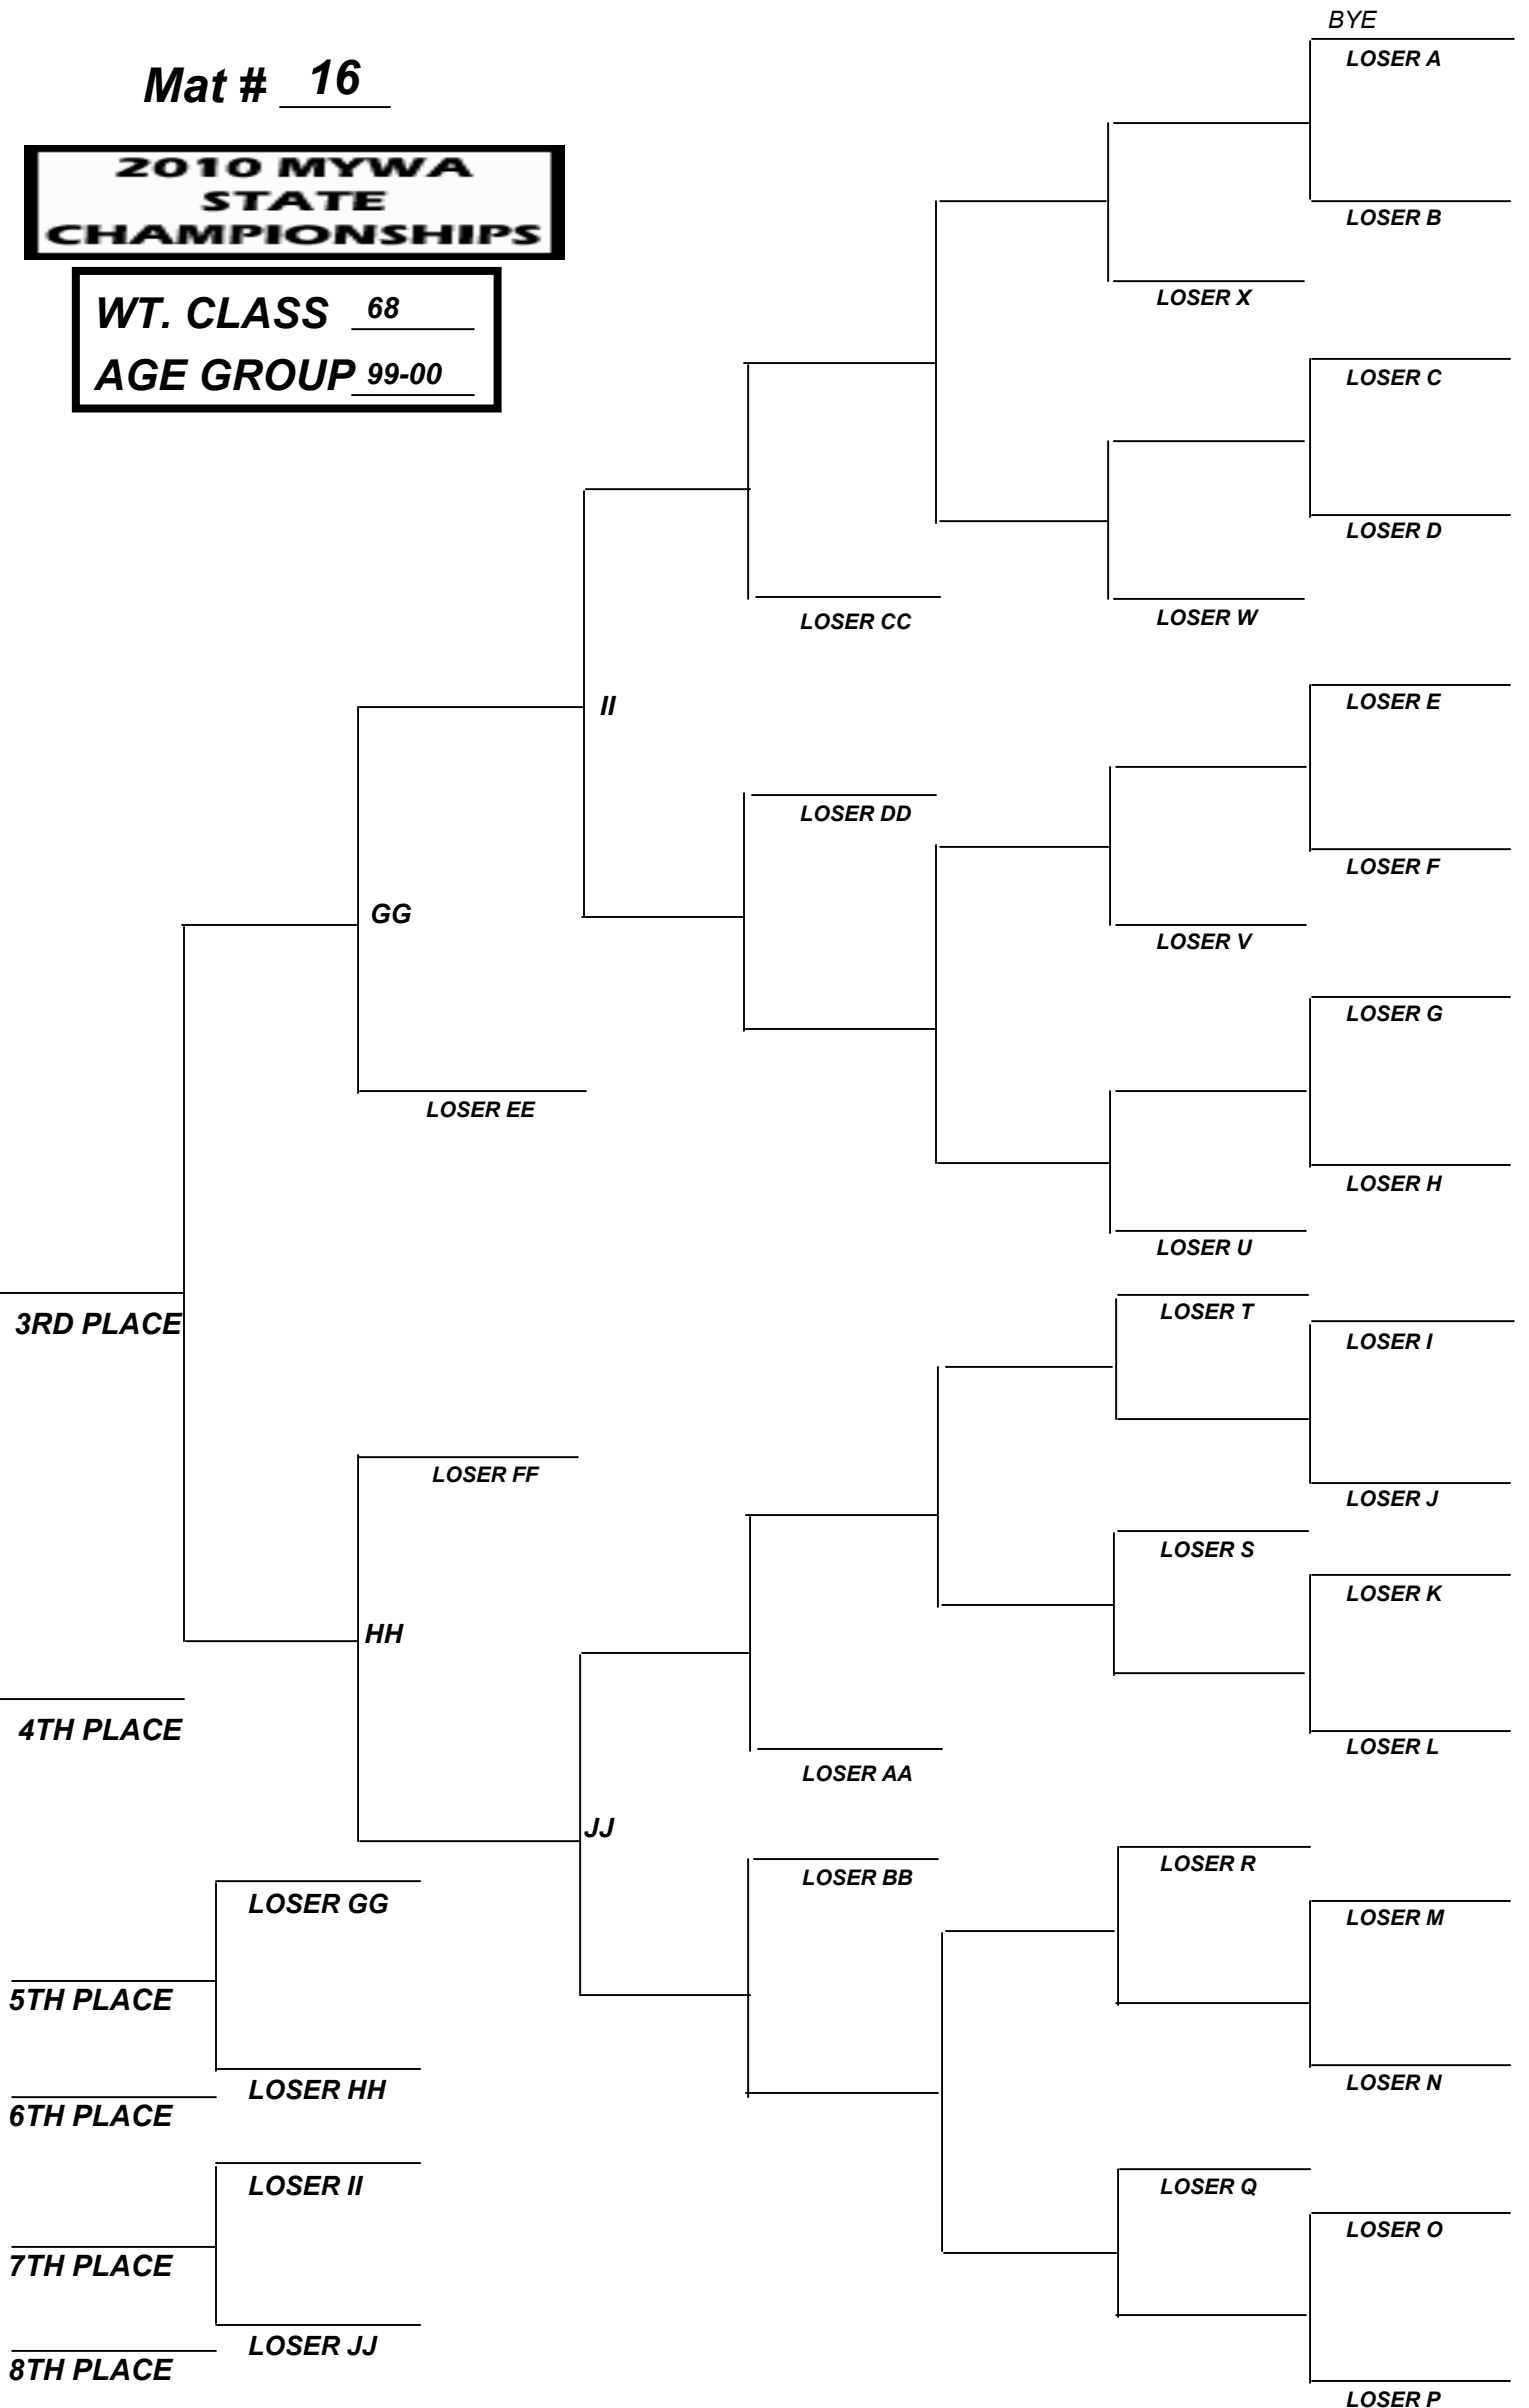 Mat # 16
2010 MYWA
STATE
CHAMPIONSHIPS
WT. CLASS 68
AGE GROUP 99-00
BYE
LOSER A
LOSER B
LOSER X
LOSER C
LOSER D
LOSER CC
LOSER W
II
LOSER E
LOSER DD
LOSER F
GG
LOSER V
LOSER G
LOSER EE
LOSER H
LOSER U
3RD PLACE
LOSER T
LOSER I
LOSER FF
LOSER J
LOSER S
LOSER K
HH
4TH PLACE
LOSER L
LOSER AA
JJ
LOSER R
LOSER BB
LOSER GG
LOSER M
5TH PLACE
LOSER HH
LOSER N
6TH PLACE
LOSER II
LOSER Q
LOSER O
7TH PLACE
LOSER JJ
8TH PLACE
LOSER P